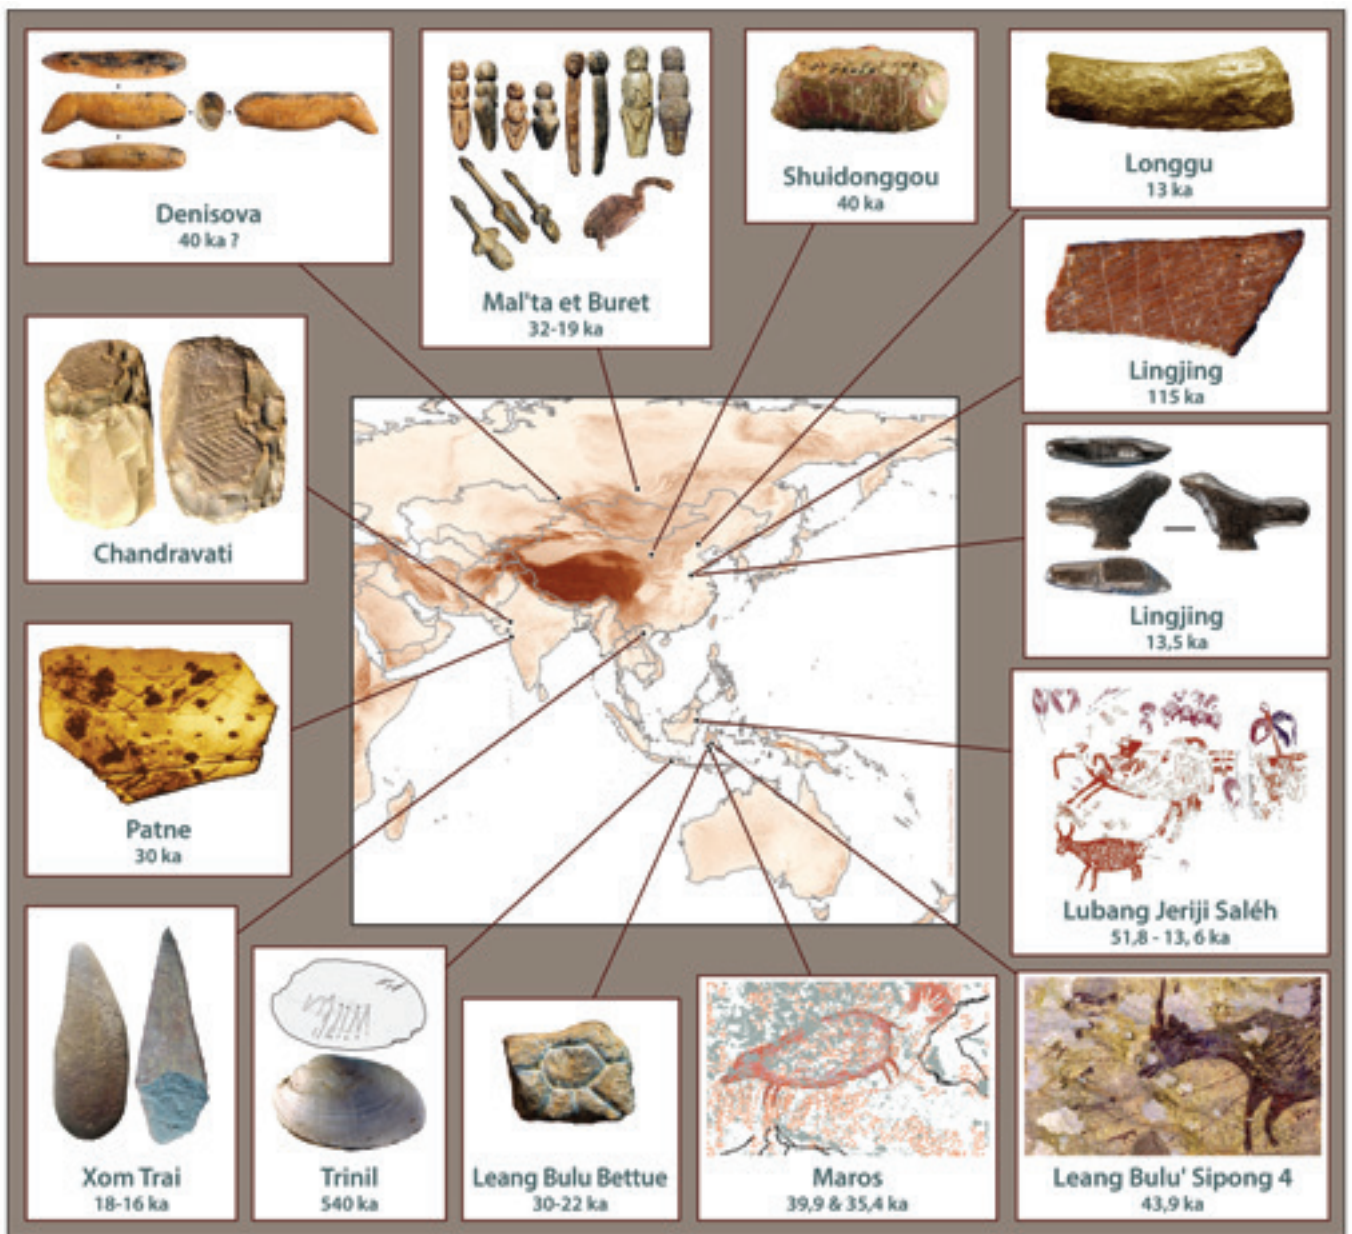 Denisova
40 ka ?
Mal'ta et Buret
32-19 ka
Shuidonggou
40 ka
Longgu
13 ka
Lingjing
115 ka
Chandravati
Lingjing
13,5 ka
Patne
30 ka
Lubang Jeriji Saléh
51,8 - 13, 6 ka
Xom Trai
18-16 ka
Trinil
540 ka
Leang Bulu Bettue
30-22 ka
Maros
39,9 & 35,4 ka
Leang Bulu' Sipong 4
43,9 ka